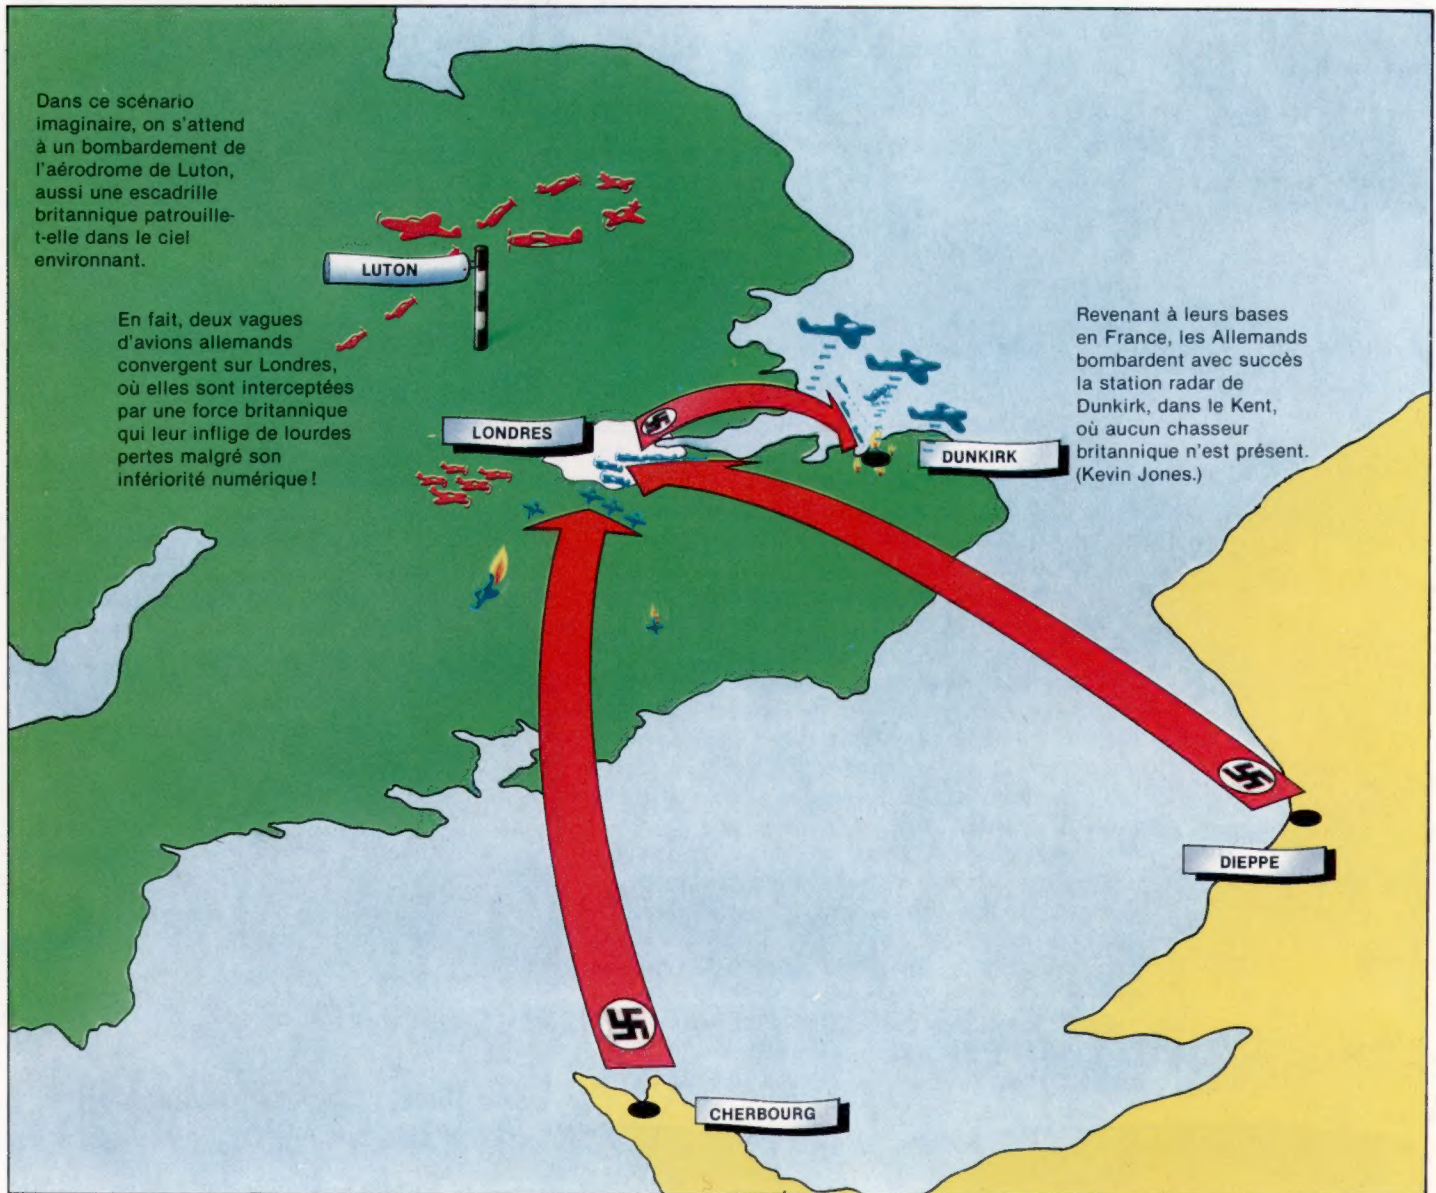 Dans ce scénario
imaginaire, on s'attend
à un bombardement de
l'aérodrome de Luton,
aussi une escadrille
britannique patrouille-
t-elle dans le ciel
environnant.
LUTON
En fait, deux vagues
d'avions allemands
convergent sur Londres,
où elles sont interceptées
par une force britannique
qui leur inflige de lourdes
pertes malgré son
infériorité numérique !
Revenant à leurs bases
en France, les Allemands
bombardent avec succès
la station radar de
Dunkirk, dans le Kent,
où aucun chasseur
britannique n'est présent.
(Kevin Jones.)
LONDRES
DUNKIRK
DIEPPE
CHERBOURG